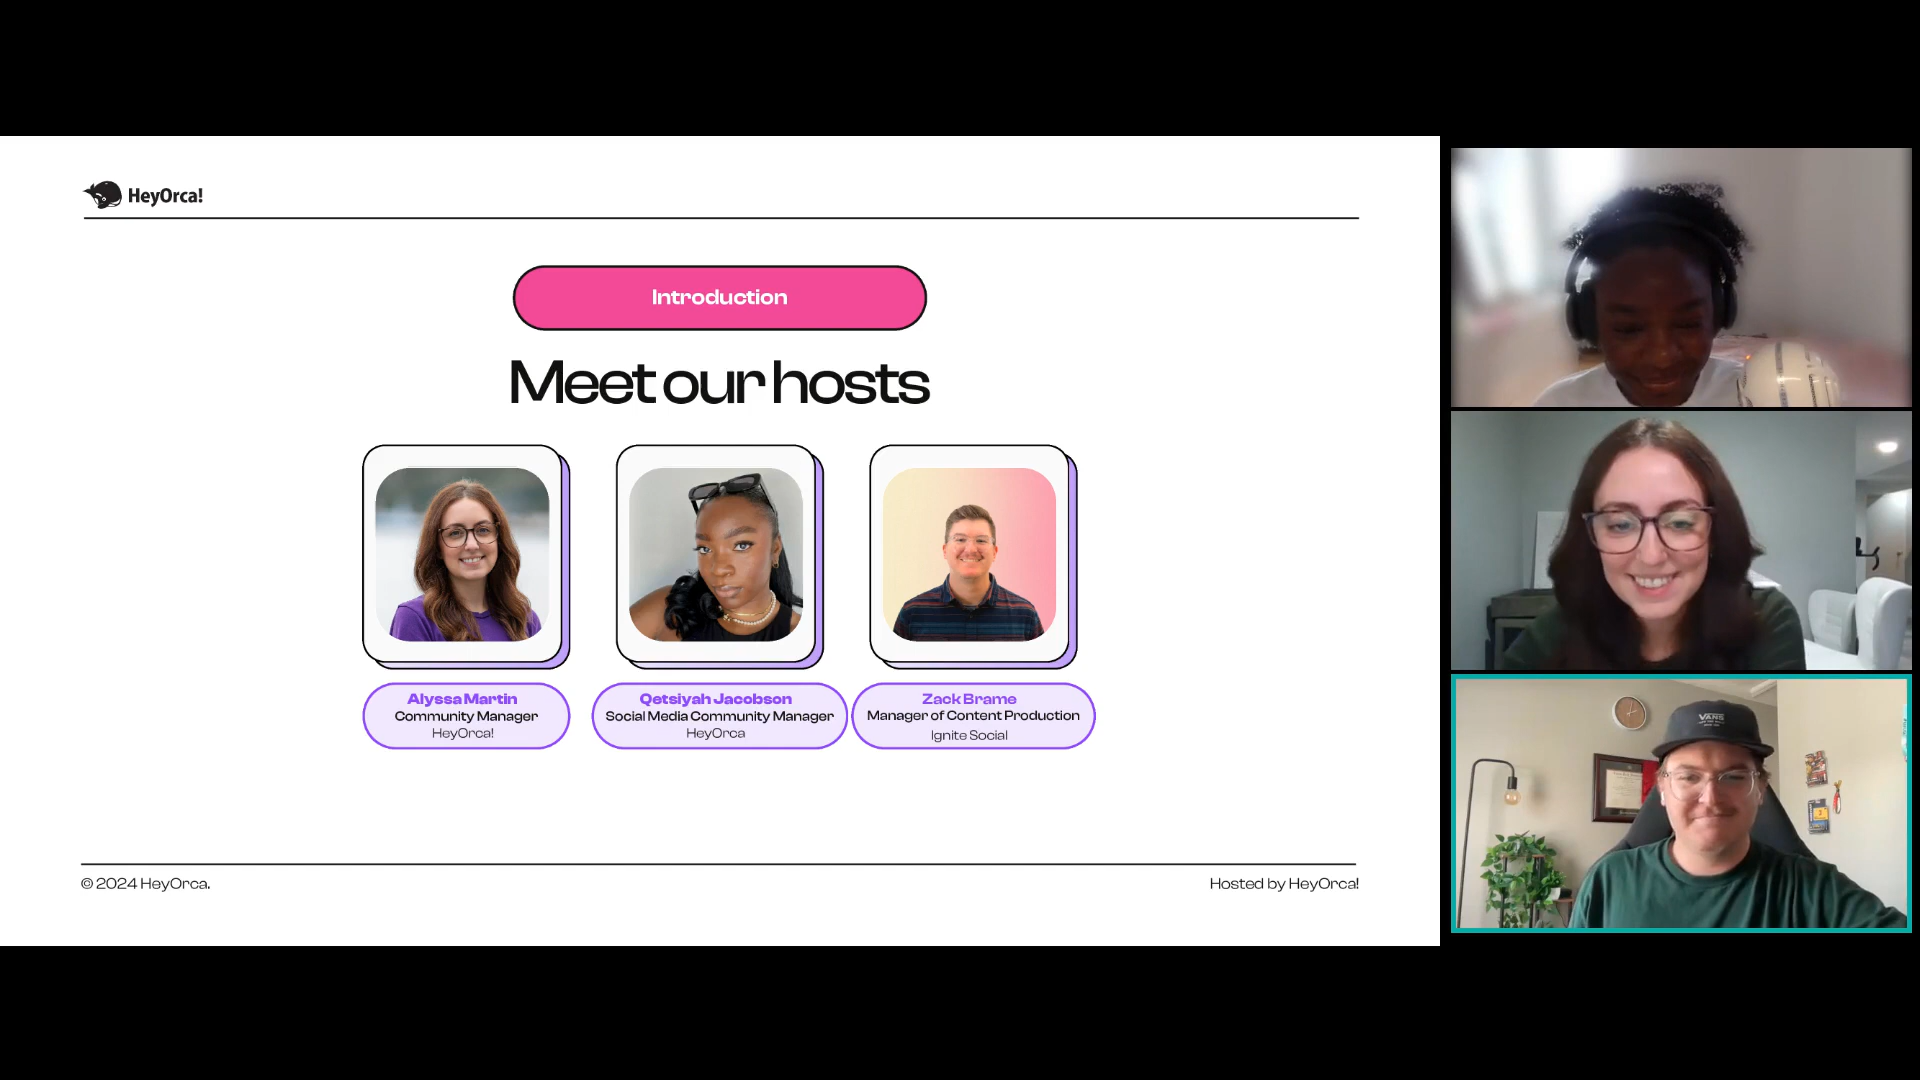 HeyOrca!
Introduction
Meet our hosts
Alyssa Martin
Community Manager
HeyOrca!
Qetsiyah Jacobson
Social Media Community Manager
HeyOrca
Zack Brame
Manager of Content Production
Ignite Social
© 2024 HeyOrca.
Hosted by HeyOrca!
VANS